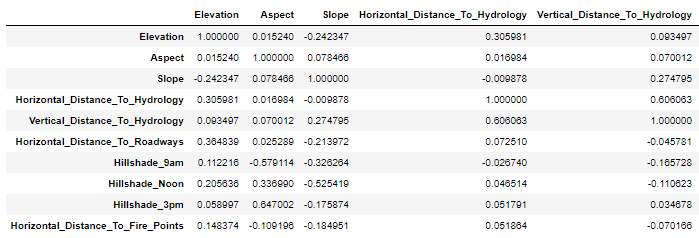 Elevation Aspect Slope Horizontal_Distance_To_Hydrology Vertical_Distance_To_Hydrology
Elevation 1.000000 0.015240 -0.242347 0.305981 0.093497
Aspect 0.015240 1.000000 0.078466 0.016984 0.070012
Slope -0.242347 0.078466 1.000000 -0.009878 0.274795
Horizontal_Distance_To_Hydrology 0.305981 0.016984 -0.009878 1.000000 0.606063
Vertical_Distance_To_Hydrology 0.093497 0.070012 0.274795 0.606063 1.000000
Horizontal_Distance_To_Roadways 0.364839 0.025289 -0.213972 0.072510 -0.045781
Hillshade_9am 0.112216 -0.579114 -0.326264 -0.026740 -0.165728
Hillshade_Noon 0.205636 0.336990 -0.525419 0.046514 -0.110623
Hillshade_3pm 0.058997 0.647002 -0.175874 0.051791 0.034678
Horizontal_Distance_To_Fire_Points 0.148374 -0.109196 -0.184951 0.051864 -0.070166